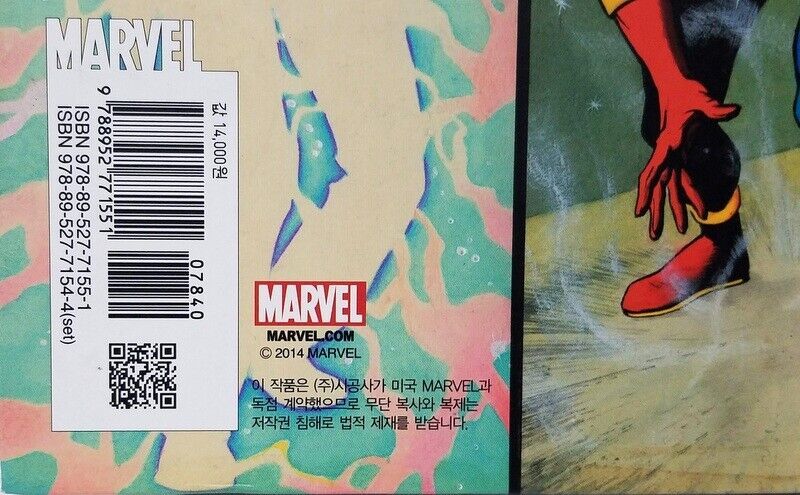 MARVEL
9 788952 771551
ISBN 978-89-527-7155-1
ISBN 978-89-527-7154-4(set)
값 14,000원
07840
MARVEL
MARVEL.COM
© 2014 MARVEL
이 작품은 (주)시공사가 미국 MARVEL과
독점 계약했으므로 무단 복사와 복제는
저작권 침해로 법적 제재를 받습니다.